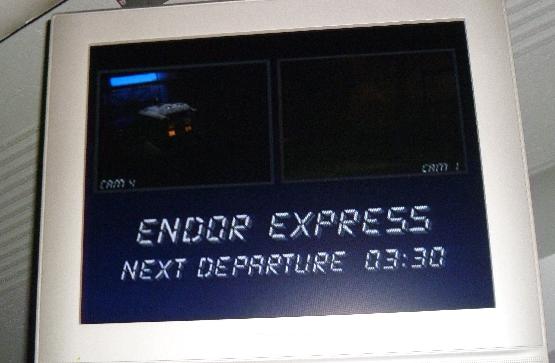 CAM 4
CAM 1
ENDOR EXPRESS
NEXT DEPARTURE 03:30